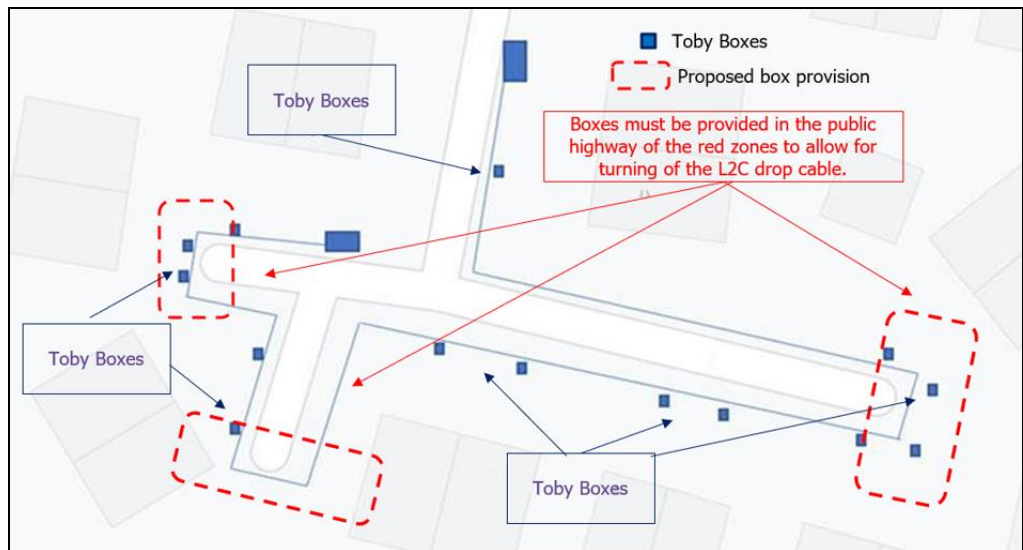 Toby Boxes
Proposed box provision
Toby Boxes
Boxes must be provided in the public
highway of the red zones to allow for
turning of the L2C drop cable.
Toby Boxes
Toby Boxes